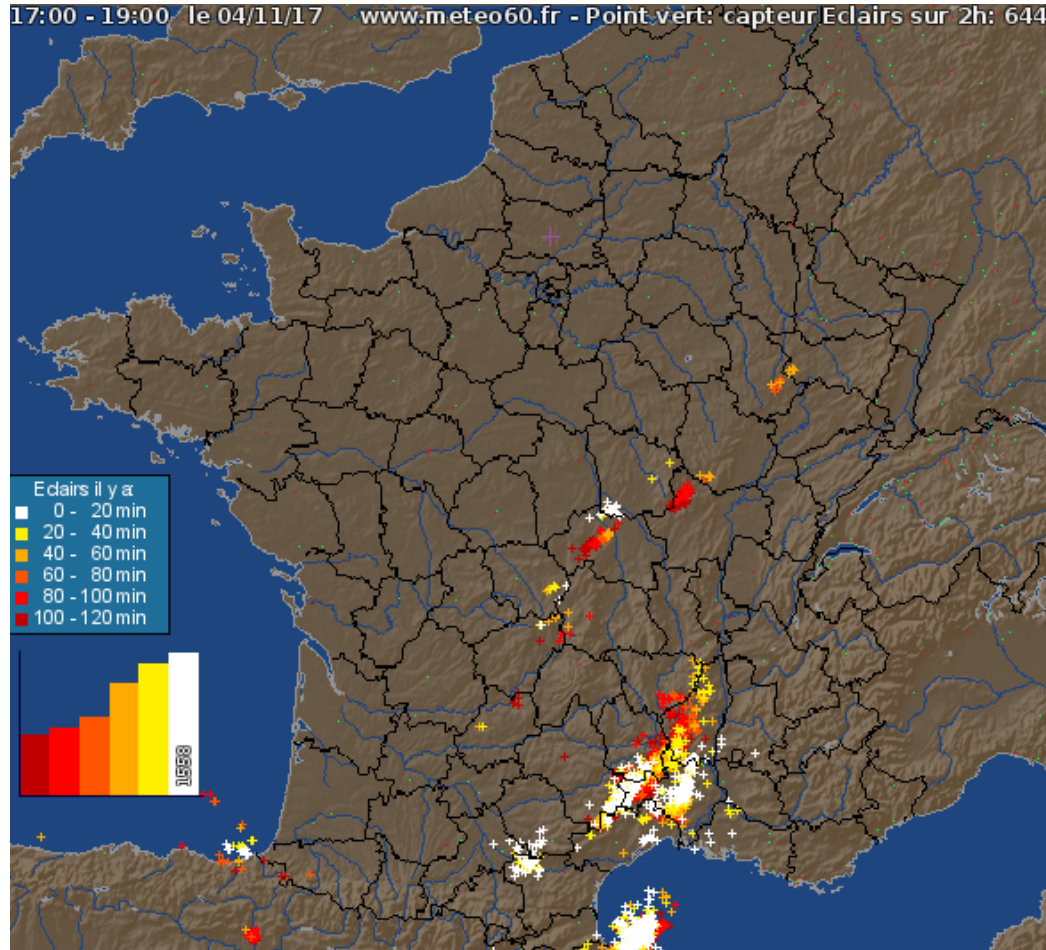 17:00 - 19:00 le 04/11/17 www.meteo60.fr - Point vert: capteur Eclairs sur 2h: 644
Eclairs il y a:
0 - 20 min
20 - 40 min
40 - 60 min
60 - 80 min
80 - 100 min
100 - 120 min
1558